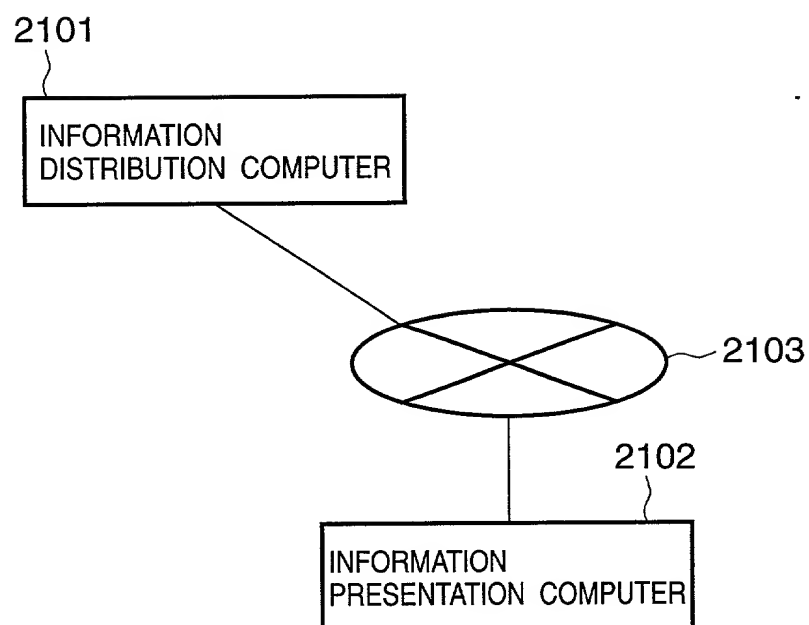 2101
INFORMATION
DISTRIBUTION COMPUTER
2103
2102
INFORMATION
PRESENTATION COMPUTER